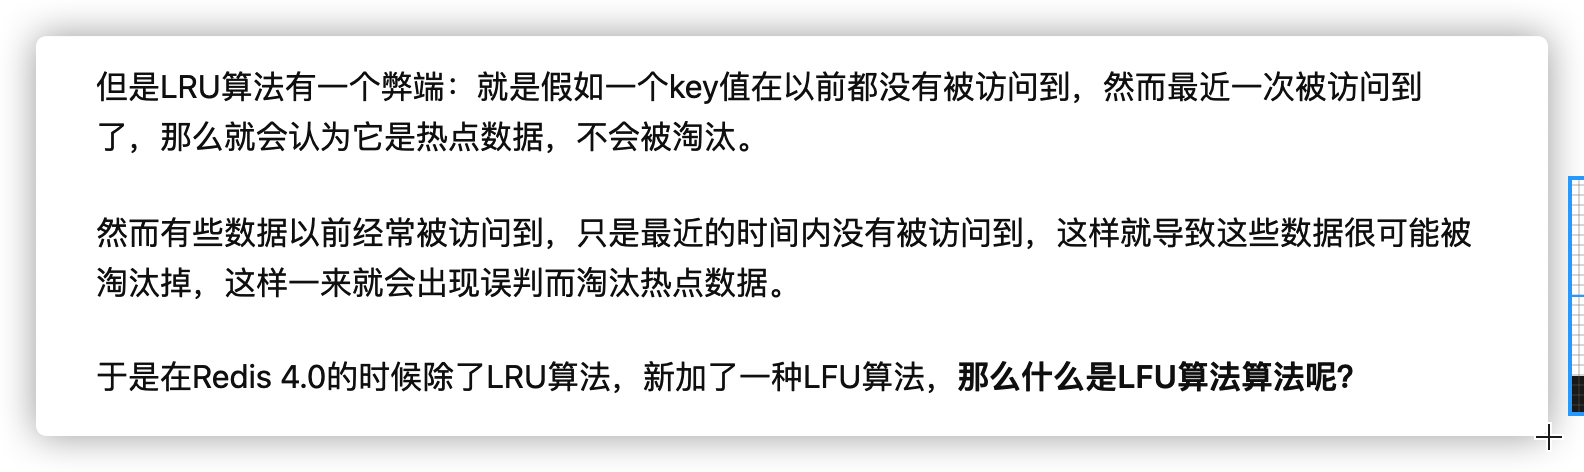 但是LRU算法有一个弊端：就是假如一个key值在以前都没有被访问到，然而最近一次被访问到
了，那么就会认为它是热点数据，不会被淘汰。
然而有些数据以前经常被访问到，只是最近的时间内没有被访问到，这样就导致这些数据很可能被
淘汰掉，这样一来就会出现误判而淘汰热点数据。
于是在Redis 4.0的时候除了LRU算法，新加了一种LFU算法，那么什么是LFU算法算法呢?